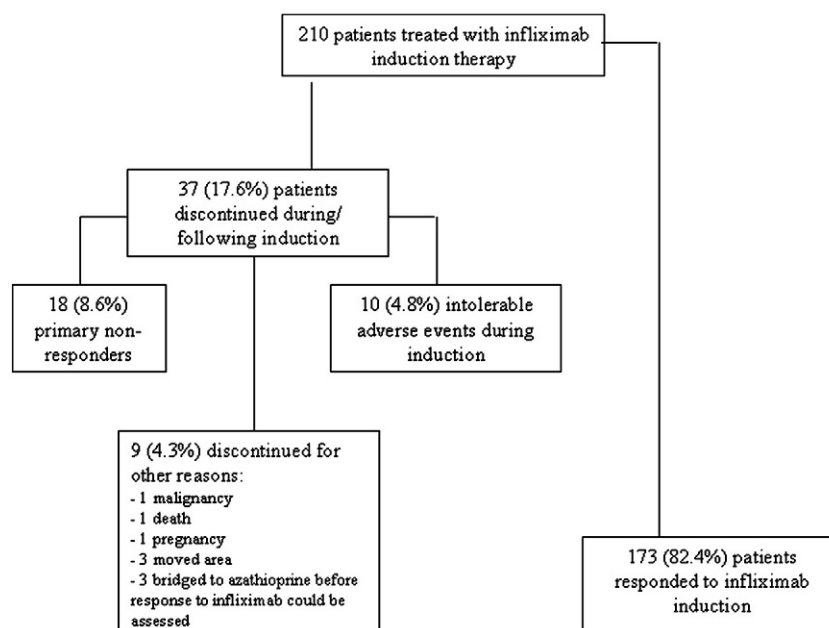 210 patients treated with infliximab
induction therapy
37 (17.6%) patients
discontinued during/
following induction
18 (8.6%)
primary non-
responders
10 (4.8%) intolerable
adverse events during
induction
9 (4.3%) discontinued for
other reasons:
- 1 malignancy
- 1 death
- 1 pregnancy
- 3 moved area
- 3 bridged to azathioprine before
response to infliximab could be
assessed
173 (82.4%) patients
responded to infliximab
induction